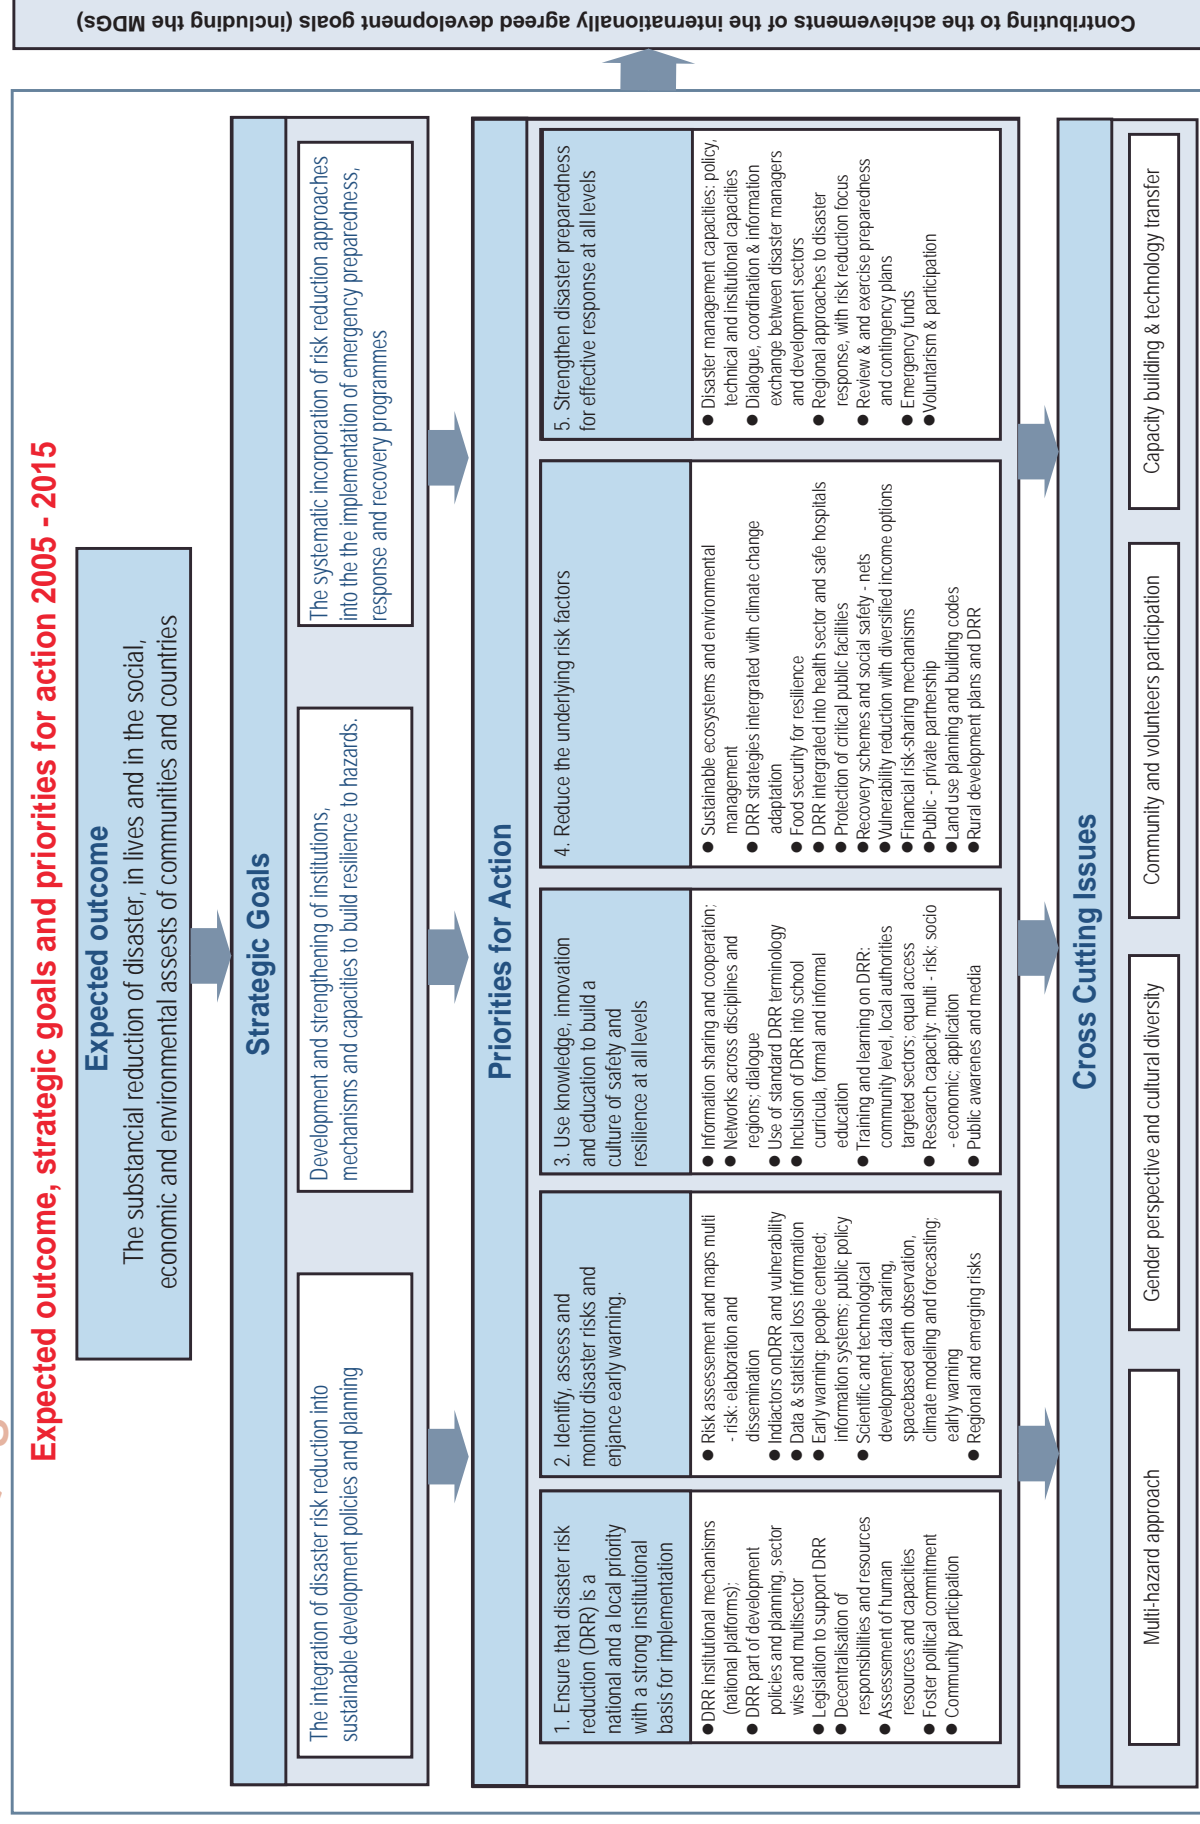 Expected outcome, strategic goals and priorities for action 2005 - 2015
Expected outcome
The substancial reduction of disaster, in lives and in the social,
economic and environmental assests of communities and countries
Strategic Goals
The integration of disaster risk reduction into
sustainable development policies and planning
Development and strengthening of institutions,
mechanisms and capacities to build resilience to hazards.
The systematic incorporation of risk reduction approaches
into the the implementation of emergency preparedness,
response and recovery programmes
Priorities for Action
1. Ensure that disaster risk
reduction (DRR) is a
national and a local priority
with a strong institutional
basis for implementation
● DRR institutional mechanisms
(national platforms);
● DRR part of development
policies and planning, sector
wise and multisector
● Legislation to support DRR
● Decentralisation of
responsibilities and resources
● Assessment of human
resources and capacities
● Foster political commitment
● Community participation
2. Identify, assess and
monitor disaster risks and
enjance early warning.
● Risk assessement and maps multi
- risk: elaboration and
dissemination
● Indiactors onDRR and vulnerability
● Data & statistical loss information
● Early warning: people centered;
information systems; public policy
● Scientific and technological
development; data sharing,
spacebased earth observation,
climate modeling and forecasting;
ealrly warning
● Regional and emerging risks
3. Use knowledge, innovation
and education to build a
culture of safety and
resilience at all levels
● Information sharing and cooperation;
● Networks across disciplines and
regions; dialogue
● Use of standard DRR terminology
● Inclusion of DRR into school
curricula, formal and informal
education
● Training and learning on DRR:
community level, local authorities
targeted sectors; equal access
● Research capacity: multi - risk; socio
- economic; application
● Public awarenes and media
4. Reduce the underlying risk factors
● Sustainable ecosystems and environmental
management
● DRR strategies intergrated with climate change
adaptation
● Food security for resilience
● DRR intergrated into health sector and safe hospitals
● Protection of critical public facilities
● Recovery schemes and social safety - nets
● Vulnerability reduction with diversified income options
● Financial risk-sharing mechanisms
● Public - private partnership
● Land use planning and building codes
● Rural development plans and DRR
5. Strengthen disaster preparedness
for effective response at all levels
● Disaster management capacities: policy,
technical and insitutional capacities
● Dialogue, coordination & information
exchange between disaster managers
and development sectors
● Regional approaches to disaster
response, with risk reduction focus
● Review & and exercise preparedness
and contingency plans
● Emergency funds
● Voluntarism & participation
Cross Cutting Issues
Multi-hazard approach
Gender perspective and cultural diversity
Community and volunteers participation
Capacity building & technology transfer
Contributing to the achievements of the internationally agreed development goals (including the MDGs)